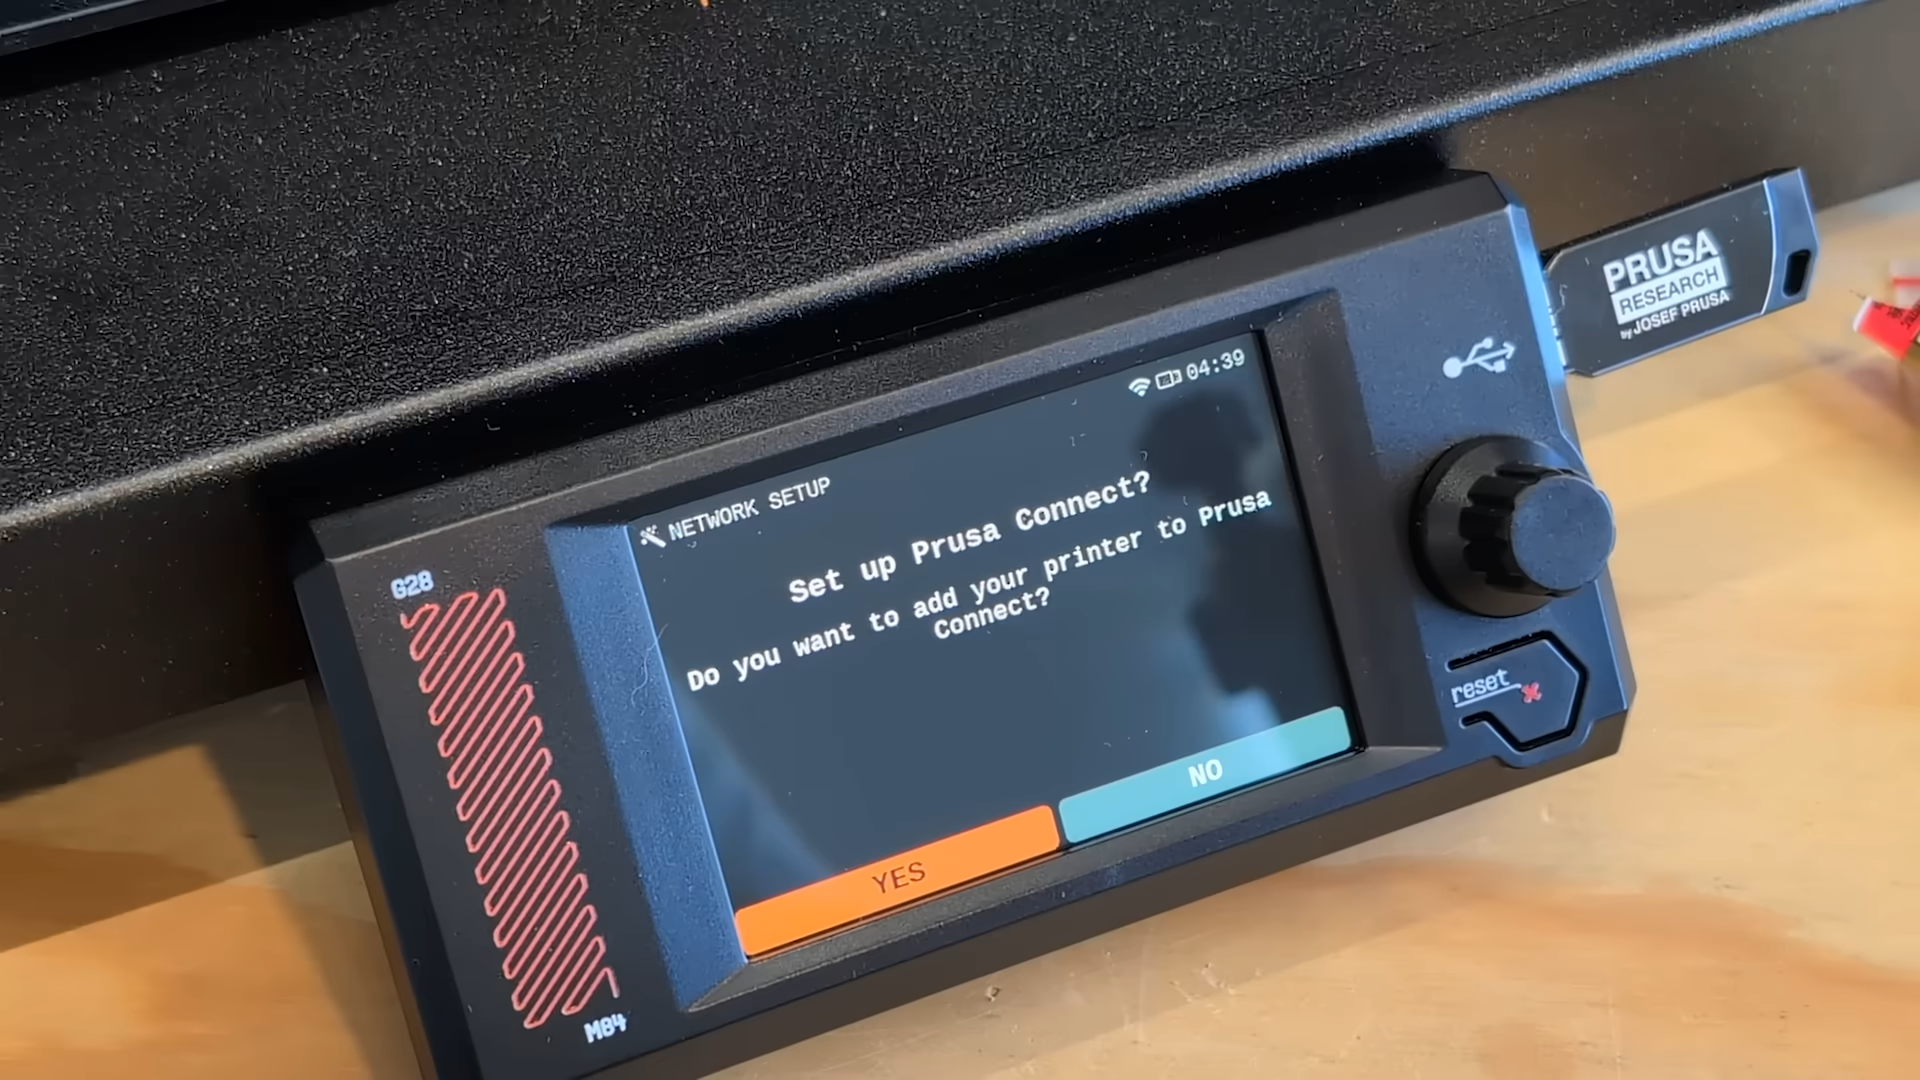 PRUSA
RESEARCH
by JOSEF PRUSA
04:39
NETWORK SETUP
Set up Prusa Connect?
Do you want to add your printer to Prusa
Connect?
YES
NO
G28
M84
reset